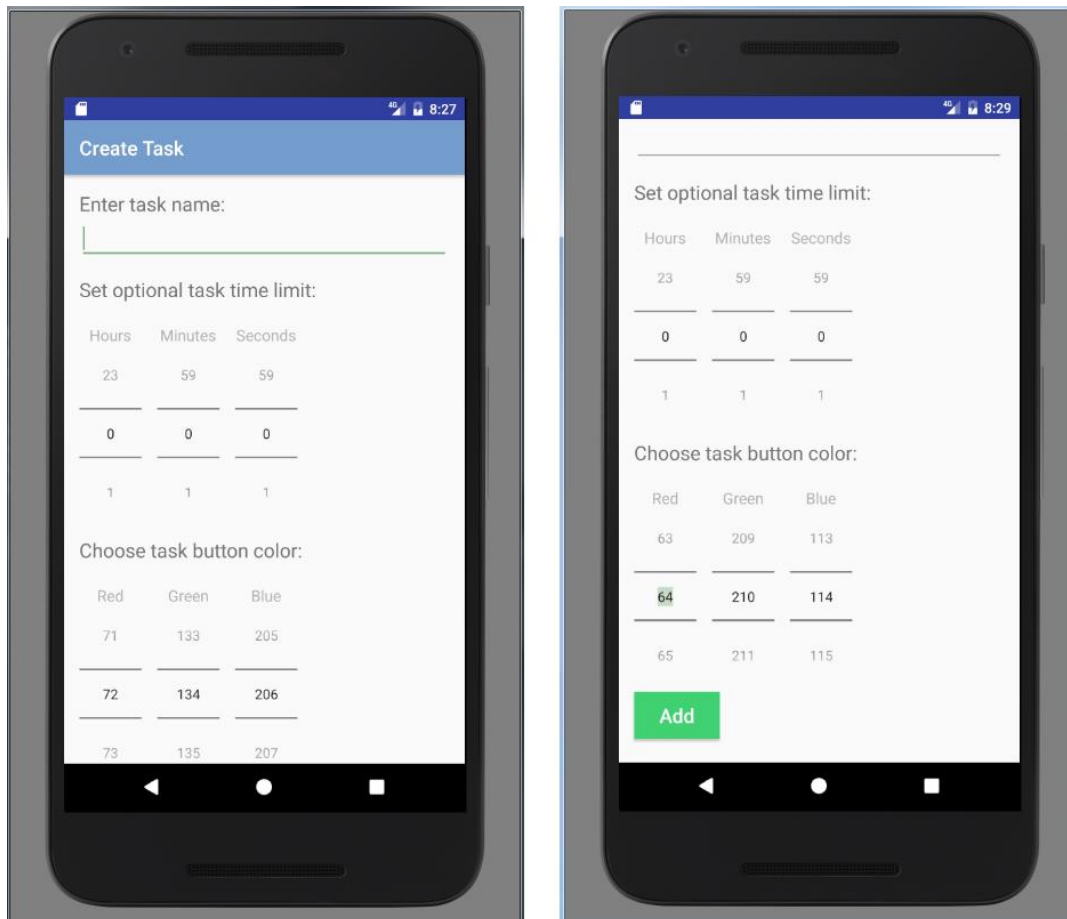 4G 8:27
Create Task
Enter task name:
Set optional task time limit:
Hours Minutes Seconds
23 59 59
0 0 0
1 1 1
Choose task button color:
Red Green Blue
71 133 205
72 134 206
73 135 207
4G 8:29
Set optional task time limit:
Hours Minutes Seconds
23 59 59
0 0 0
1 1 1
Choose task button color:
Red Green Blue
63 209 113
64 210 114
65 211 115
Add